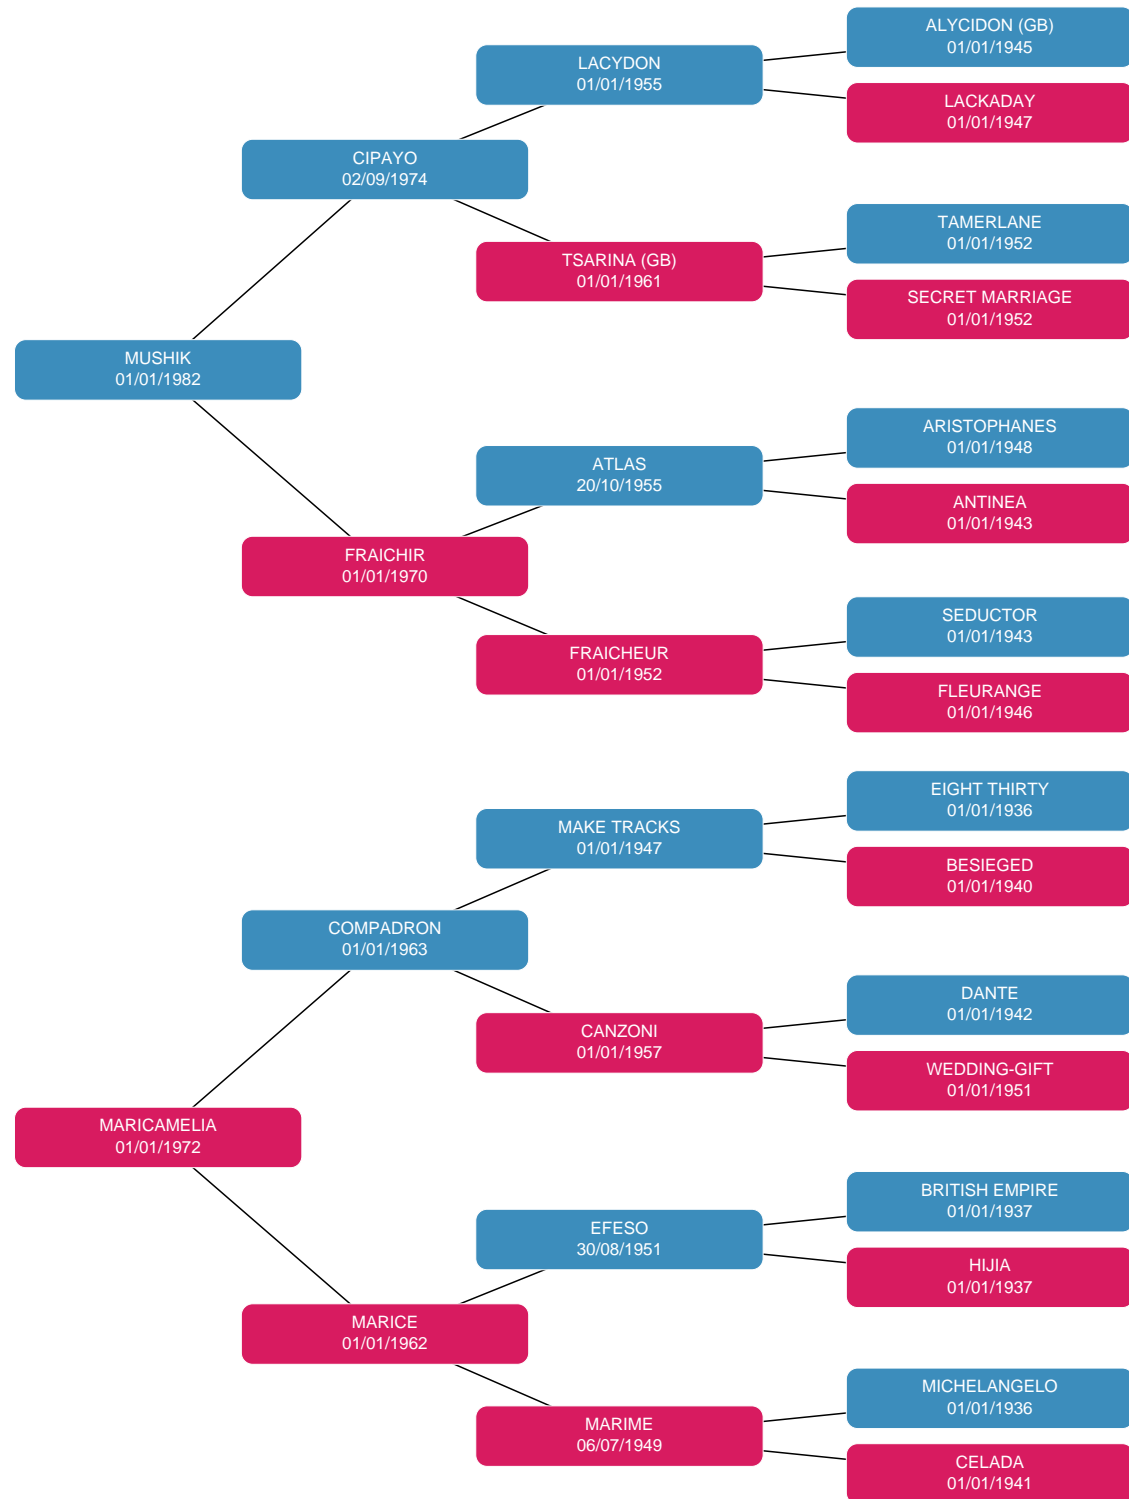 ALYCIDON (GB)
01/01/1945
LACYDON
01/01/1955
LACKADAY
01/01/1947
CIPAYO
02/09/1974
TAMERLANE
01/01/1952
TSARINA (GB)
01/01/1961
SECRET MARRIAGE
01/01/1952
MUSHIK
01/01/1982
ARISTOPHANES
01/01/1948
ATLAS
20/10/1955
ANTINEA
01/01/1943
FRAICHIR
01/01/1970
SEDUCTOR
01/01/1943
FRAICHEUR
01/01/1952
FLEURANGE
01/01/1946
EIGHT THIRTY
01/01/1936
MAKE TRACKS
01/01/1947
BESIEGED
01/01/1940
COMPADRON
01/01/1963
DANTE
01/01/1942
CANZONI
01/01/1957
WEDDING-GIFT
01/01/1951
MARICAMELIA
01/01/1972
BRITISH EMPIRE
01/01/1937
EFESO
30/08/1951
HIJIA
01/01/1937
MARICE
01/01/1962
MICHELANGELO
01/01/1936
MARIME
06/07/1949
CELADA
01/01/1941